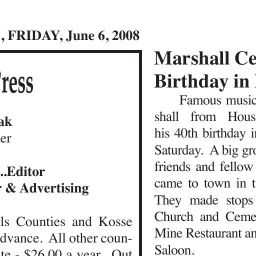 , FRIDAY, June 6, 2008
Press
ak
er
..Editor
r & Advertising
ls Counties and Kosse
dvance. All other coun-
te - $26.00 a year. Out
Marshall Ce
Birthday in
Famous music
shall from Hous
his 40th birthday i
Saturday. A big gro
friends and fellow
came to town in t
They made stops
Church and Ceme
Mine Restaurant an
Saloon.